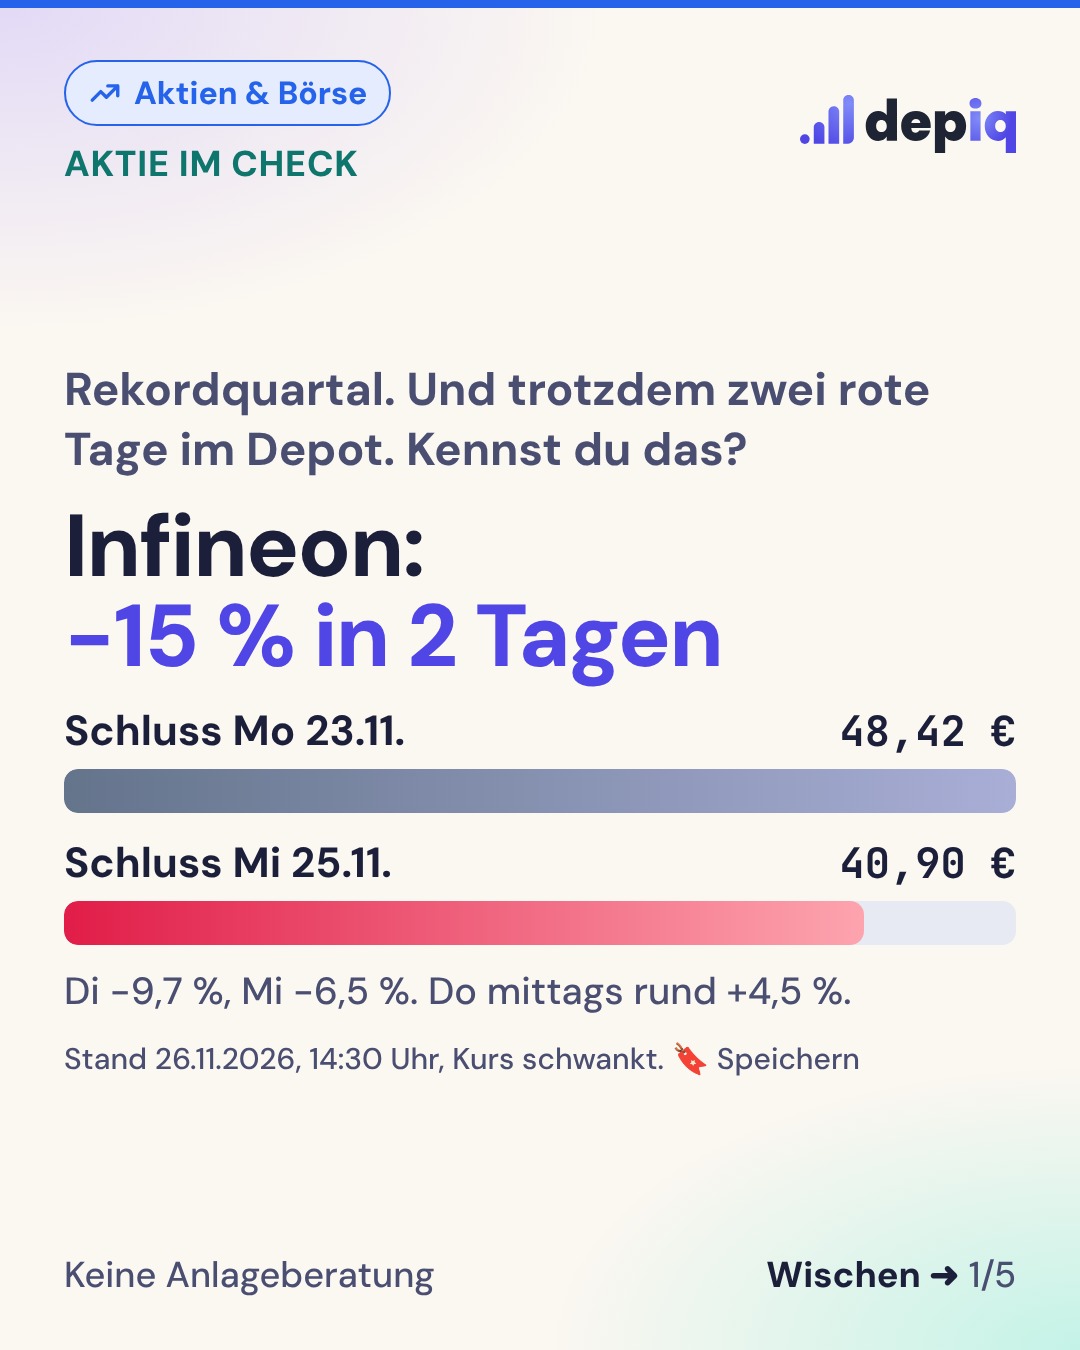 Aktien & Börse
depiq
AKTIE IM CHECK
Rekordquartal. Und trotzdem zwei rote
Tage im Depot. Kennst du das?
Infineon:
−15 % in 2 Tagen
Schluss Mo 23.11. 48,42 €
Schluss Mi 25.11. 40,90 €
Di −9,7 %, Mi −6,5 %. Do mittags rund +4,5 %.
Stand 26.11.2026, 14:30 Uhr, Kurs schwankt. 🔖 Speichern
Keine Anlageberatung
Wischen ➜ 1/5